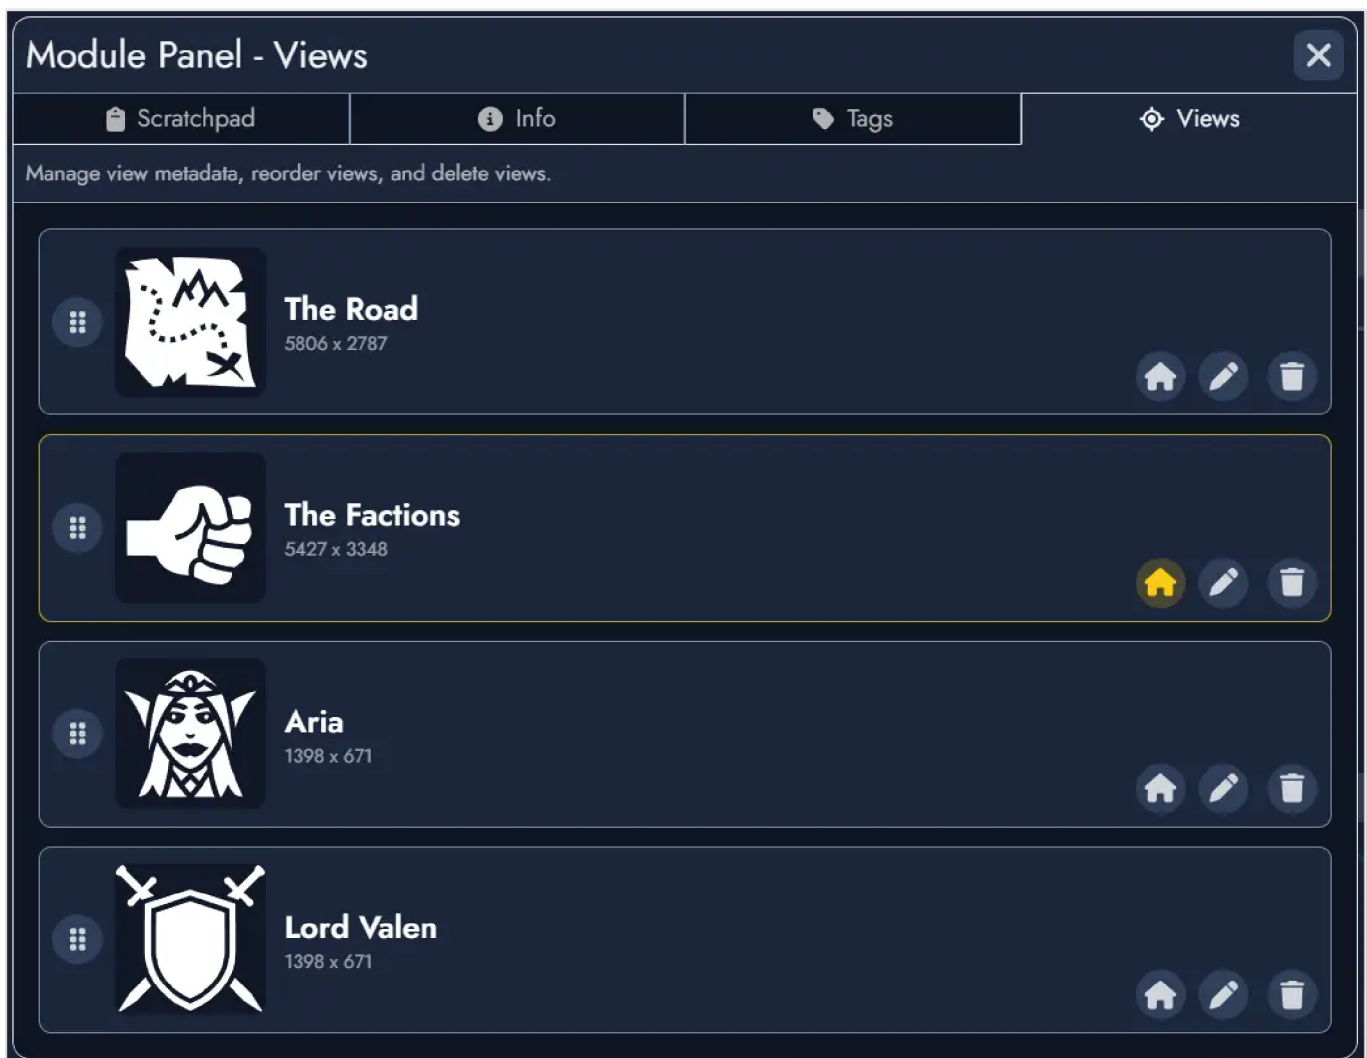 Module Panel - Views
Scratchpad
Info
Tags
Views
Manage view metadata, reorder views, and delete views.
The Road
5806 x 2787
The Factions
5427 x 3348
Aria
1398 x 671
Lord Valen
1398 x 671